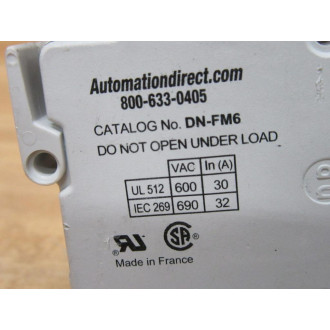 Automationdirect.com
800-633-0405
CATALOG No. DN-FM6
DO NOT OPEN UNDER LOAD
VAC In (A)
UL 512 600 30
IEC 269 690 32
Made in France